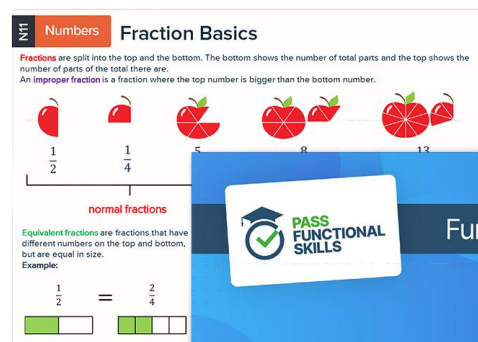 N11
Numbers
Fraction Basics
Fractions are split into the top and the bottom. The bottom shows the number of total parts and the top shows the
number of parts of the total there are.
An improper fraction is a fraction where the top number is bigger than the bottom number.
1
2
1
4
5
8
13
normal fractions
Equivalent fractions are fractions that have
different numbers on the top and bottom,
but are equal in size.
Example:
1
2
=
2
4
PASS
FUNCTIONAL
SKILLS